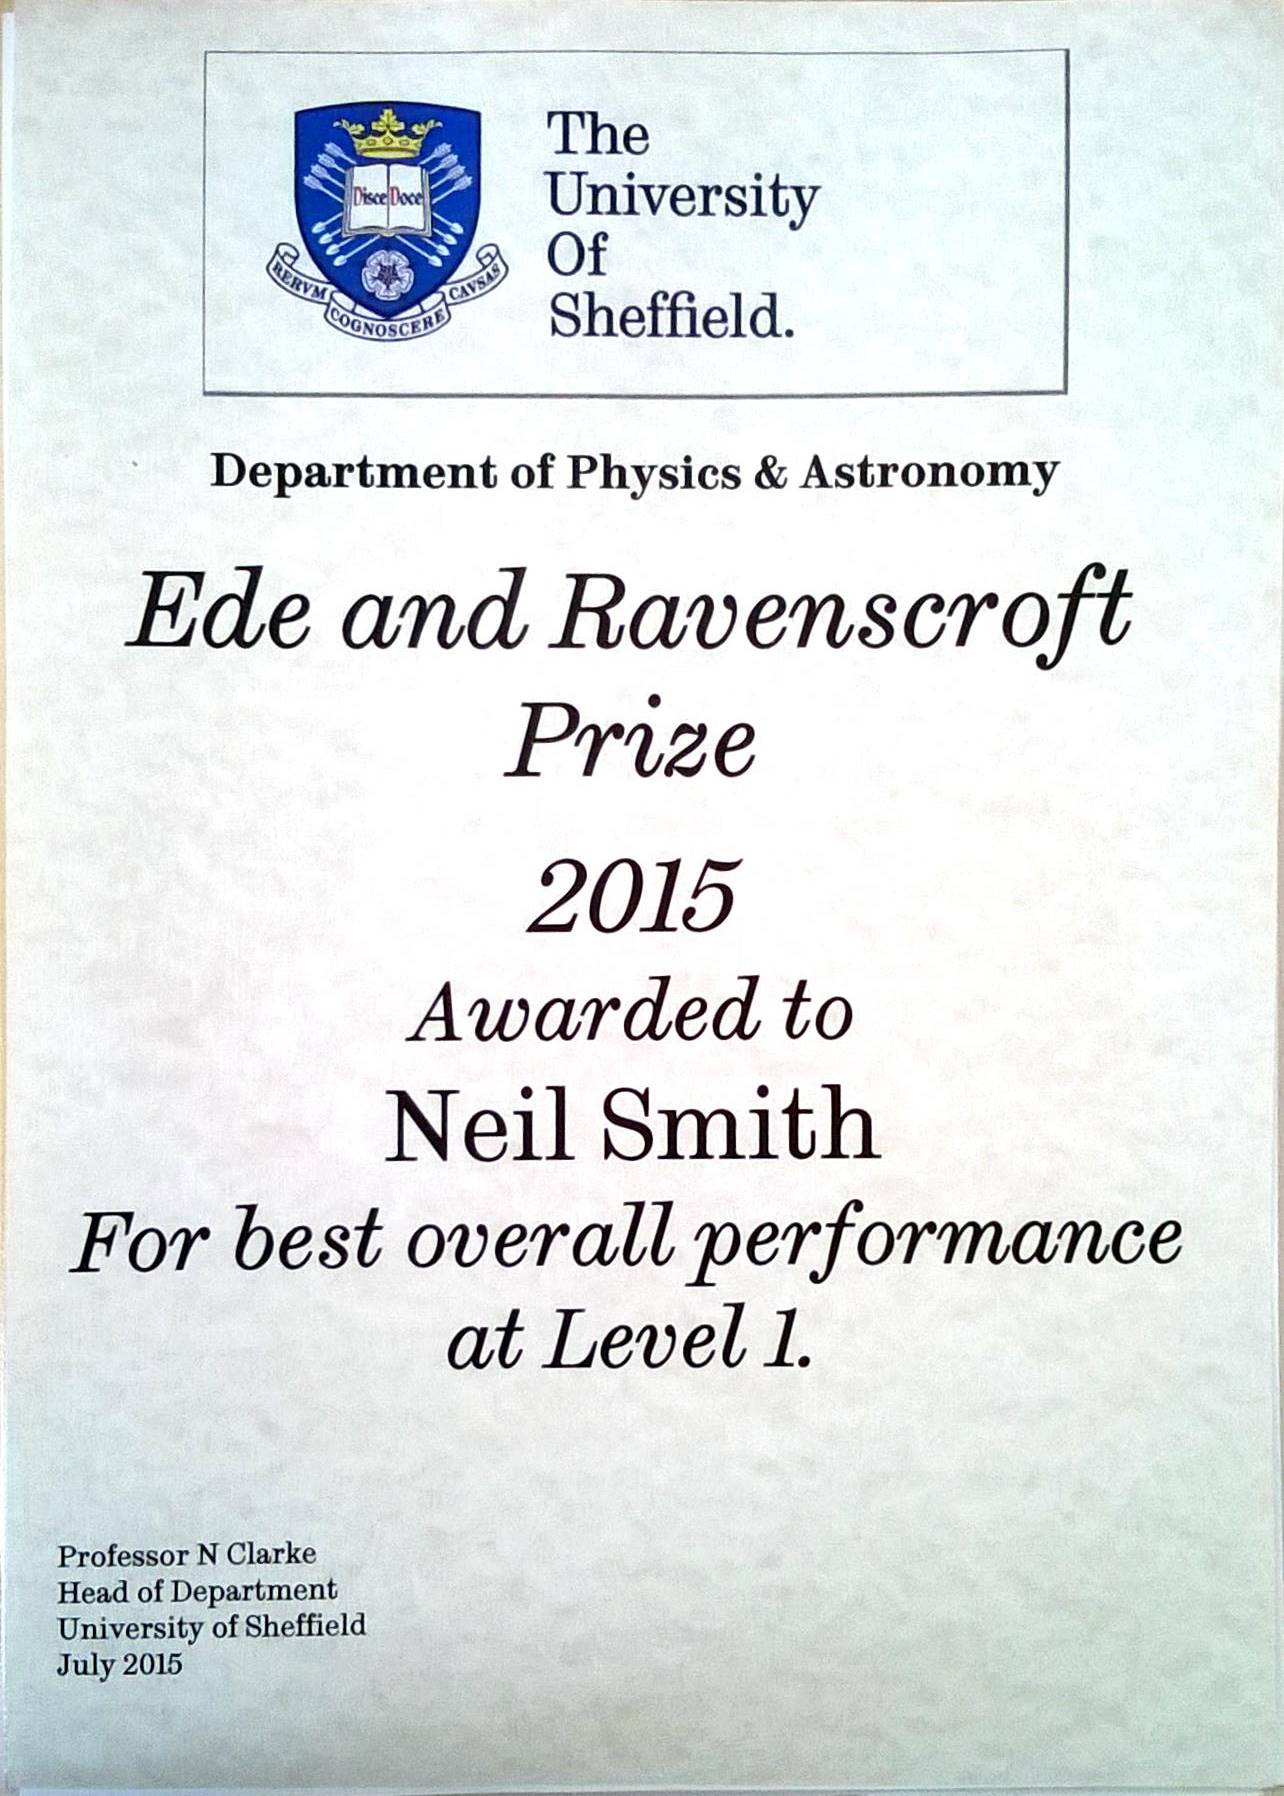 Disce Doce
RERVM COGNOSCERE CAVSAS
The
University
Of
Sheffield.
Department of Physics & Astronomy
Ede and Ravenscroft
Prize
2015
Awarded to
Neil Smith
For best overall performance
at Level 1.
Professor N Clarke
Head of Department
University of Sheffield
July 2015